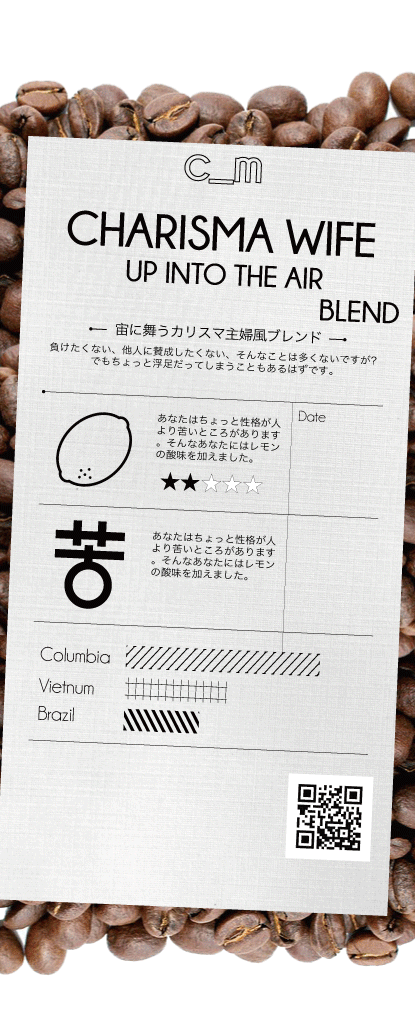 c_m
CHARISMA WIFE
UP INTO THE AIR
BLEND
宙に舞うカリスマ主婦風ブレンド
負けたくない、他人に賛成したくない、そんなことは多くないですが?
でもちょっと浮足だってしまうこともあるはずです。
あなたはちょっと性格が人
より苦いところがあります
。そんなあなたにはレモン
の酸味を加えました。
Date
苦
あなたはちょっと性格が人
より苦いところがあります
。そんなあなたにはレモン
の酸味を加えました。
Columbia
Vietnum
Brazil